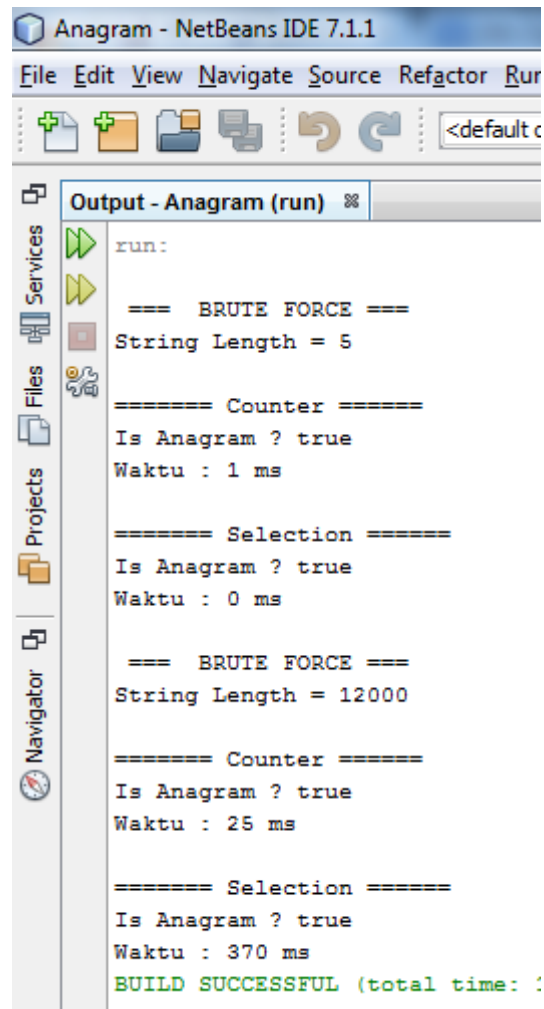 Anagram - NetBeans IDE 7.1.1
File Edit View Navigate Source Refactor Run
<default c
Output - Anagram (run)
Services
Files
Projects
Navigator
run:
=== BRUTE FORCE ===
String Length = 5
======= Counter ======
Is Anagram ? true
Waktu : 1 ms
======= Selection ======
Is Anagram ? true
Waktu : 0 ms
=== BRUTE FORCE ===
String Length = 12000
======= Counter ======
Is Anagram ? true
Waktu : 25 ms
======= Selection ======
Is Anagram ? true
Waktu : 370 ms
BUILD SUCCESSFUL (total time: